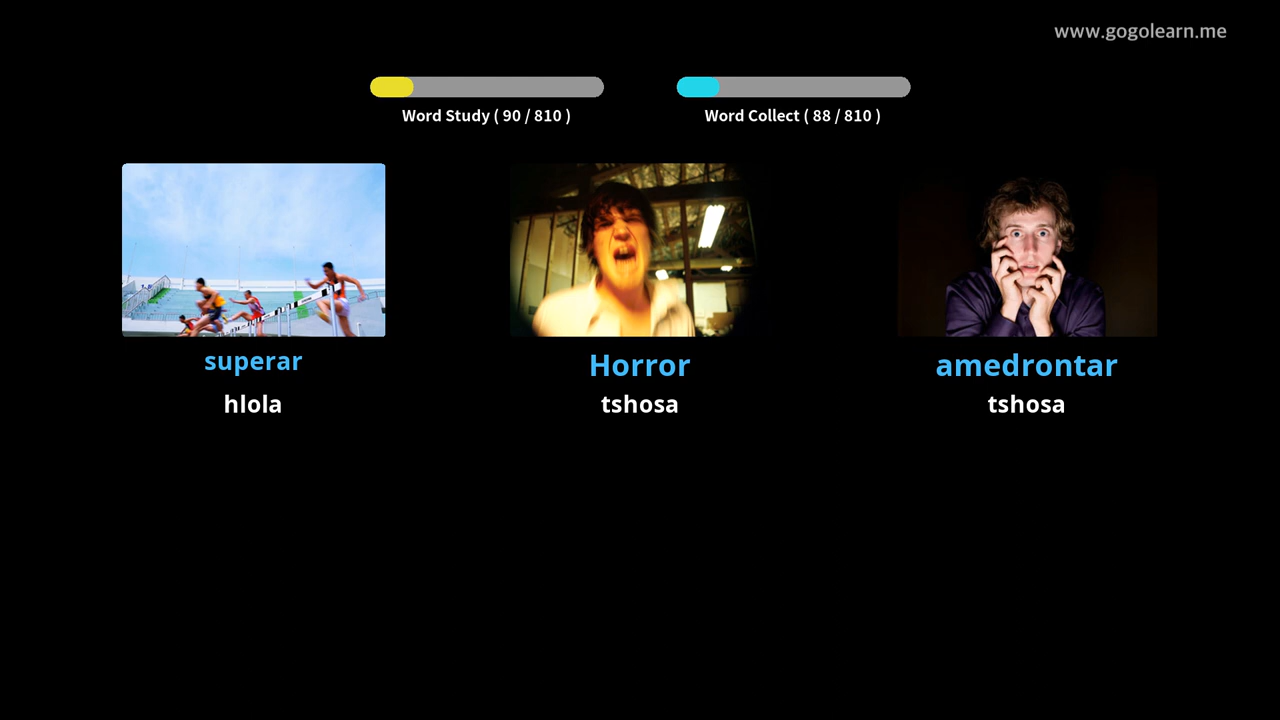 www.gogolearn.me
Word Study ( 90 / 810 )
Word Collect ( 88 / 810 )
superar
hlola
Horror
tshosa
amedrontar
tshosa